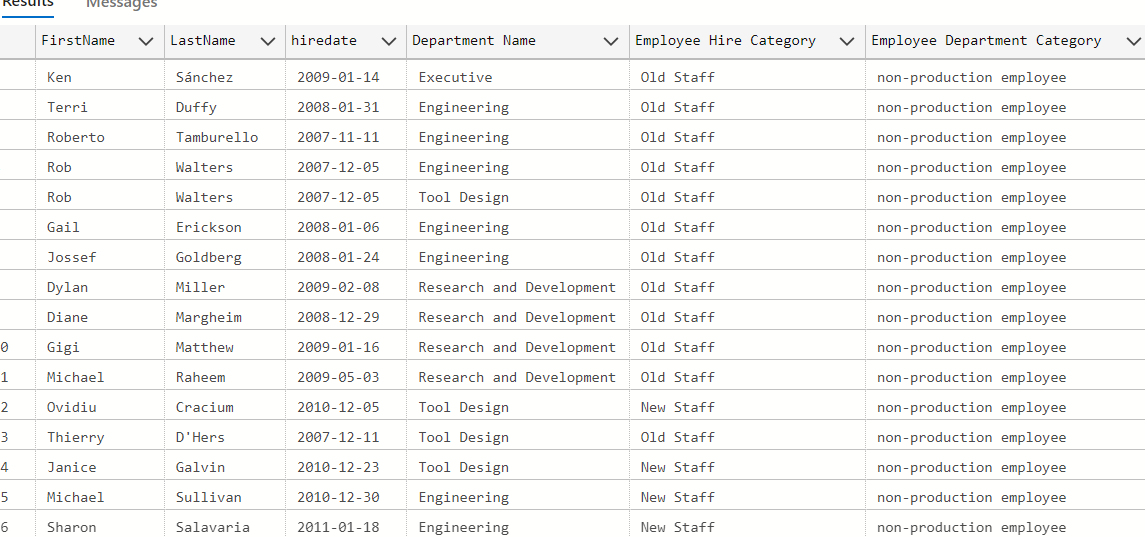 Results Messages
FirstName LastName hiredate Department Name Employee Hire Category Employee Department Category
Ken Sánchez 2009-01-14 Executive Old Staff non-production employee
Terri Duffy 2008-01-31 Engineering Old Staff non-production employee
Roberto Tamburello 2007-11-11 Engineering Old Staff non-production employee
Rob Walters 2007-12-05 Engineering Old Staff non-production employee
Rob Walters 2007-12-05 Tool Design Old Staff non-production employee
Gail Erickson 2008-01-06 Engineering Old Staff non-production employee
Jossef Goldberg 2008-01-24 Engineering Old Staff non-production employee
Dylan Miller 2009-02-08 Research and Development Old Staff non-production employee
Diane Margheim 2008-12-29 Research and Development Old Staff non-production employee
0 Gigi Matthew 2009-01-16 Research and Development Old Staff non-production employee
1 Michael Raheem 2009-05-03 Research and Development Old Staff non-production employee
2 Ovidiu Cracium 2010-12-05 Tool Design New Staff non-production employee
3 Thierry D'Hers 2007-12-11 Tool Design Old Staff non-production employee
4 Janice Galvin 2010-12-23 Tool Design New Staff non-production employee
5 Michael Sullivan 2010-12-30 Engineering New Staff non-production employee
6 Sharon Salavaria 2011-01-18 Engineering New Staff non-production employee